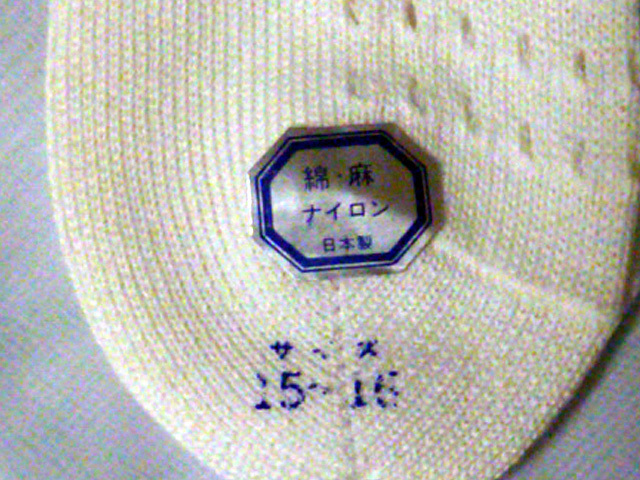 綿・麻
ナイロン
日本製
サイズ
15~16